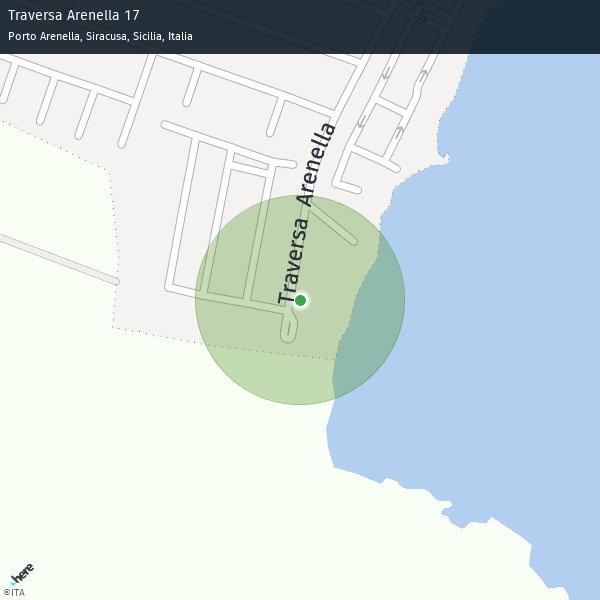 Traversa Arenella 17
Porto Arenella, Siracusa, Sicilia, Italia
Traversa Arenella
here
©ITA